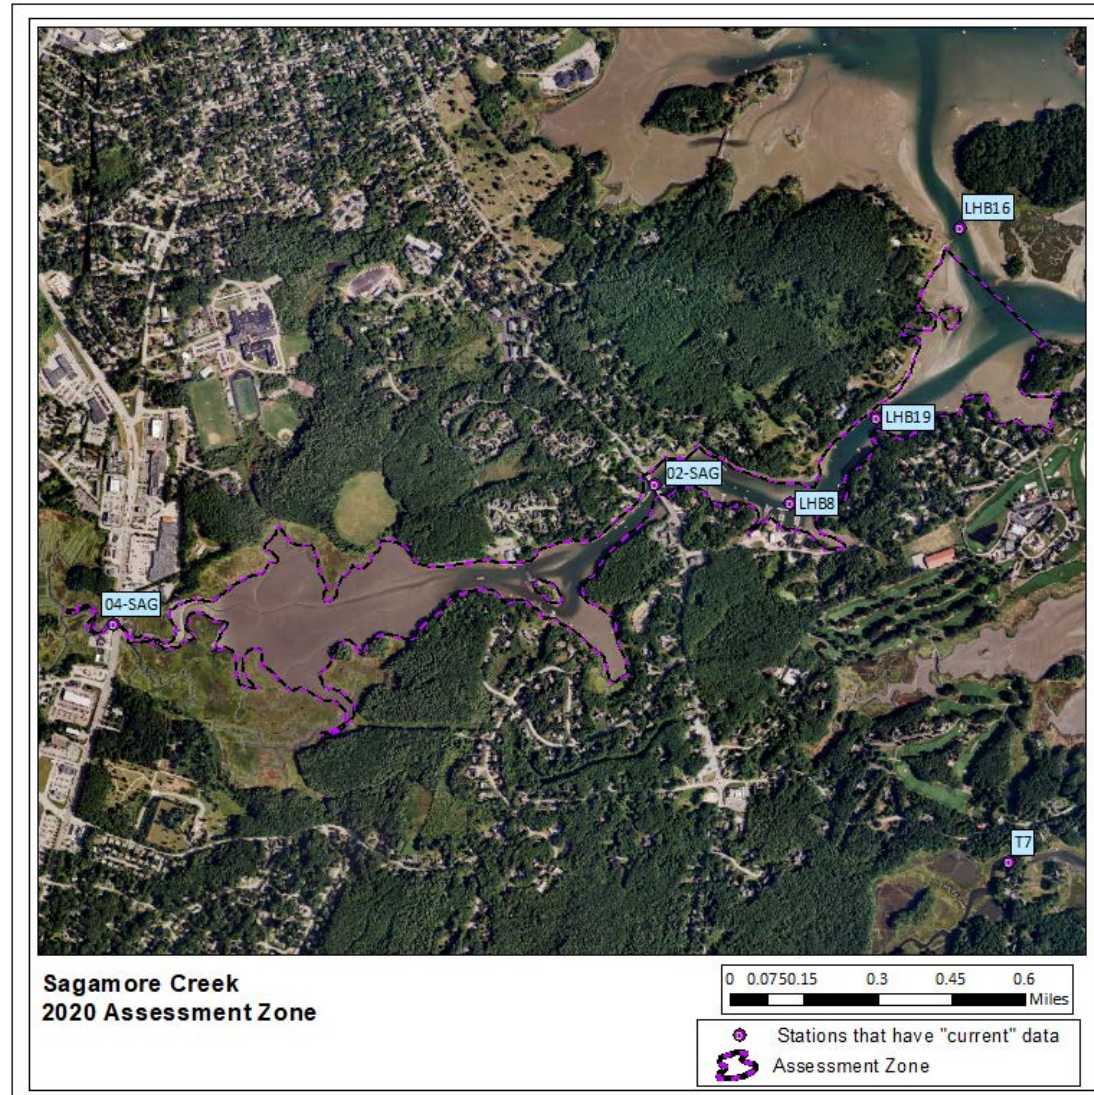 LHB16
LHB19
02-SAG
LHB8
04-SAG
T7
Sagamore Creek
2020 Assessment Zone
0 0.075 0.15 0.3 0.45 0.6
Miles
Stations that have "current" data
Assessment Zone